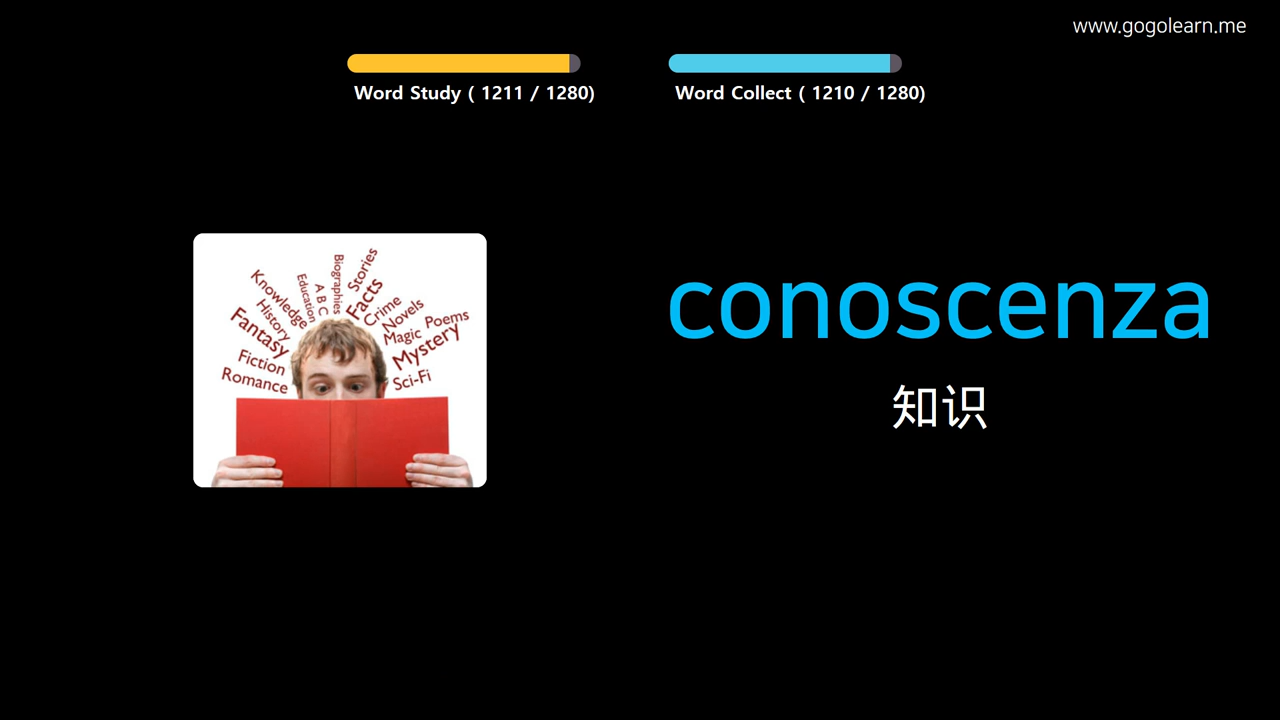 www.gogolearn.me
Word Study ( 1211 / 1280)
Word Collect ( 1210 / 1280)
Knowledge
History
Fantasy
Fiction
Romance
Education
A B C
Biographies
Stories
Facts
Crime
Novels
Magic
Poems
Mystery
Sci-Fi
conoscenza
知识